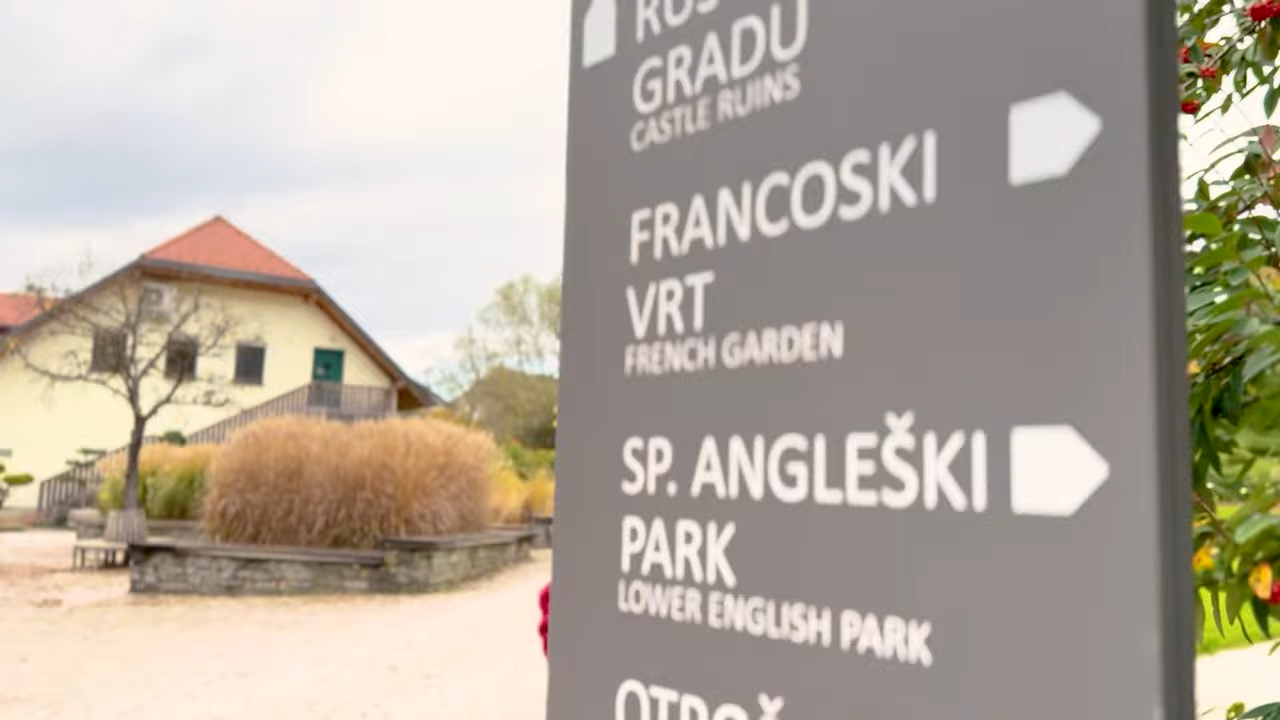 GRADU
CASTLE RUINS
FRANCOSKI
VRT
FRENCH GARDEN
SP. ANGLEŠKI
PARK
LOWER ENGLISH PARK